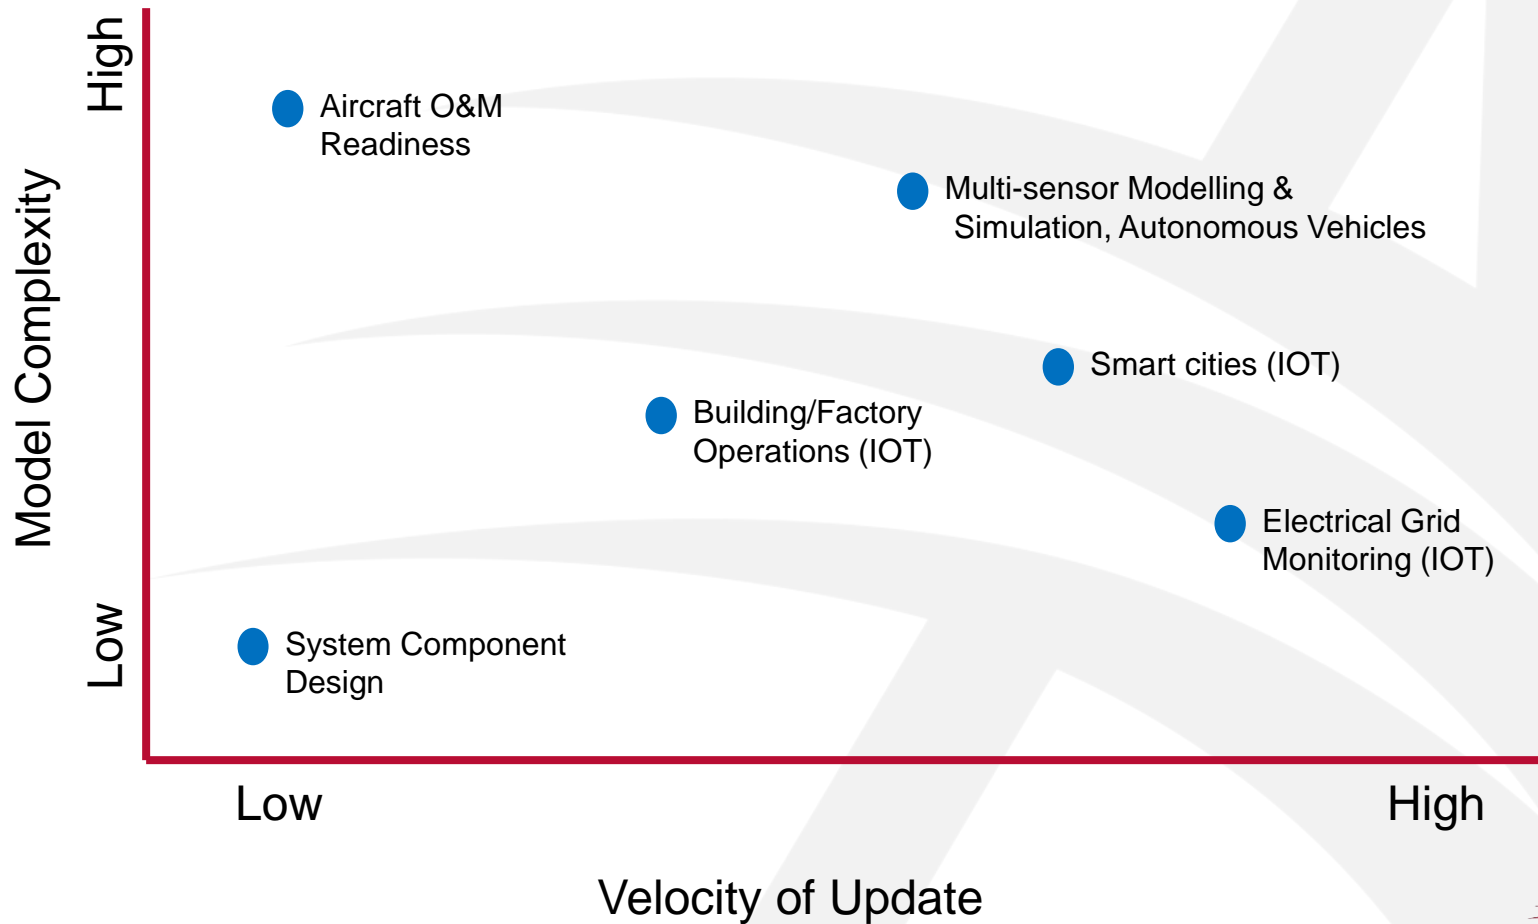 High
Aircraft O&M
Readiness
Multi-sensor Modelling &
Simulation, Autonomous Vehicles
Model Complexity
Smart cities (IOT)
Building/Factory
Operations (IOT)
Electrical Grid
Monitoring (IOT)
Low
System Component
Design
Low
High
Velocity of Update